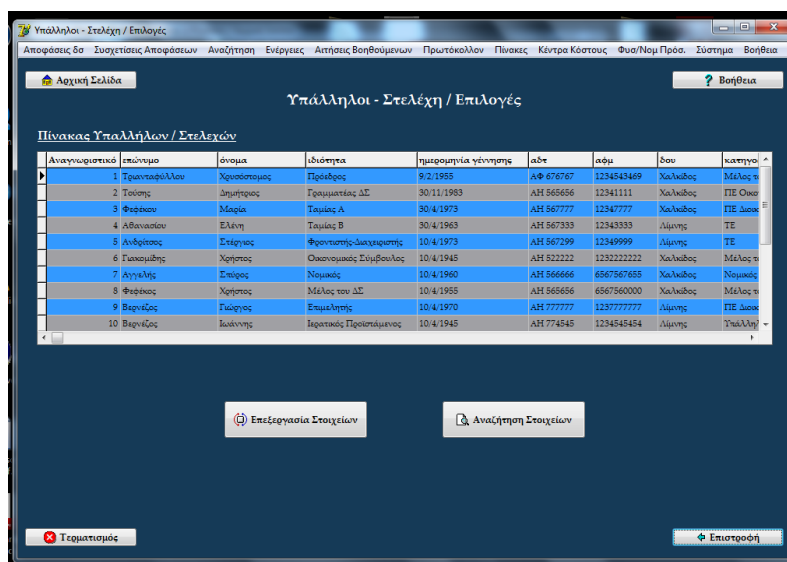 Υπάλληλοι - Στελέχη / Επιλογές
Αποφάσεις δσ Συσχετίσεις Αποφάσεων Αναζήτηση Ενέργειες Αιτήσεις Βοηθούμενων Πρωτόκολλον Πίνακες Κέντρα Κόστους Φυσ/Νομ Πρόσ. Σύστημα Βοήθεια
Αρχική Σελίδα ? Βοήθεια
Υπάλληλοι - Στελέχη / Επιλογές
Πίνακας Υπαλλήλων / Στελεχών
Αναγνωριστικό επώνυμο όνομα ιδιότητα ημερομηνία γέννησης αδτ αφμ δου κατηγο
1 Τριανταφύλλου Χρυσόστομος Πρόεδρος 9/2/1955 ΑΦ 676767 1234543469 Χαλκίδος Μέλος τ
2 Τούσης Δημήτριος Γραμματέας ΔΣ 30/11/1983 ΑΗ 565656 12341111 Χαλκίδος ΠΕ Οικο
3 Φεφέκου Μαρία Ταμίας Α 30/4/1973 ΑΗ 567777 12347777 Χαλκίδος ΠΕ Διοικ
4 Αθανασίου Ελένη Ταμίας Β 30/4/1963 ΑΗ 567333 12343333 Λίμνης ΤΕ
5 Ανδρίτσος Στέργιος Φροντιστής-Διαχειριστής 10/4/1973 ΑΗ 567299 12349999 Λίμνης ΤΕ
6 Γιακομίδης Χρήστος Οικονομικός Σύμβουλος 10/4/1945 ΑΗ 522222 1232222222 Χαλκίδος Μέλος τ
7 Αγγελής Σπύρος Νομικός 10/4/1960 ΑΗ 566666 6567567655 Χαλκίδος Νομικός
8 Φεφέκος Χρήστος Μέλος του ΔΣ 10/4/1955 ΑΗ 565656 6567560000 Χαλκίδος Μέλος τ
9 Βερνέζος Γιώργος Επιμελητής 10/4/1970 ΑΗ 777777 1237777777 Λίμνης ΠΕ Διοικ
10 Βερνέζος Ιωάννης Ιερατικός Προϊστάμενος 10/4/1945 ΑΗ 774545 1234545454 Λίμνης Υπάλλη
Επεξεργασία Στοιχείων Αναζήτηση Στοιχείων
Τερματισμός Επιστροφή